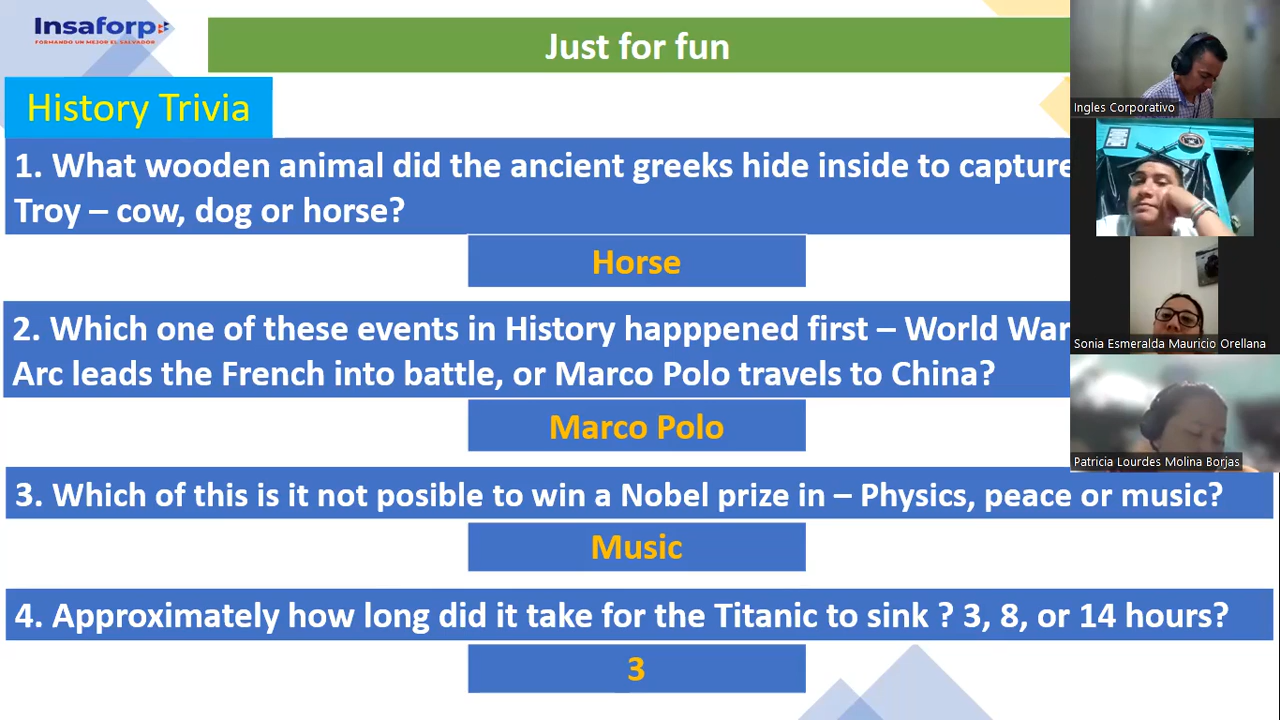 Insaforp
FORMANDO UN MEJOR EL SALVADOR
Just for fun
History Trivia
1. What wooden animal did the ancient greeks hide inside to capture
Troy – cow, dog or horse?
Horse
2. Which one of these events in History happpened first – World War
Arc leads the French into battle, or Marco Polo travels to China?
Marco Polo
3. Which of this is it not posible to win a Nobel prize in – Physics, peace or music?
Music
4. Approximately how long did it take for the Titanic to sink ? 3, 8, or 14 hours?
3
Ingles Corporativo
Sonia Esmeralda Mauricio Orellana
Patricia Lourdes Molina Borjas